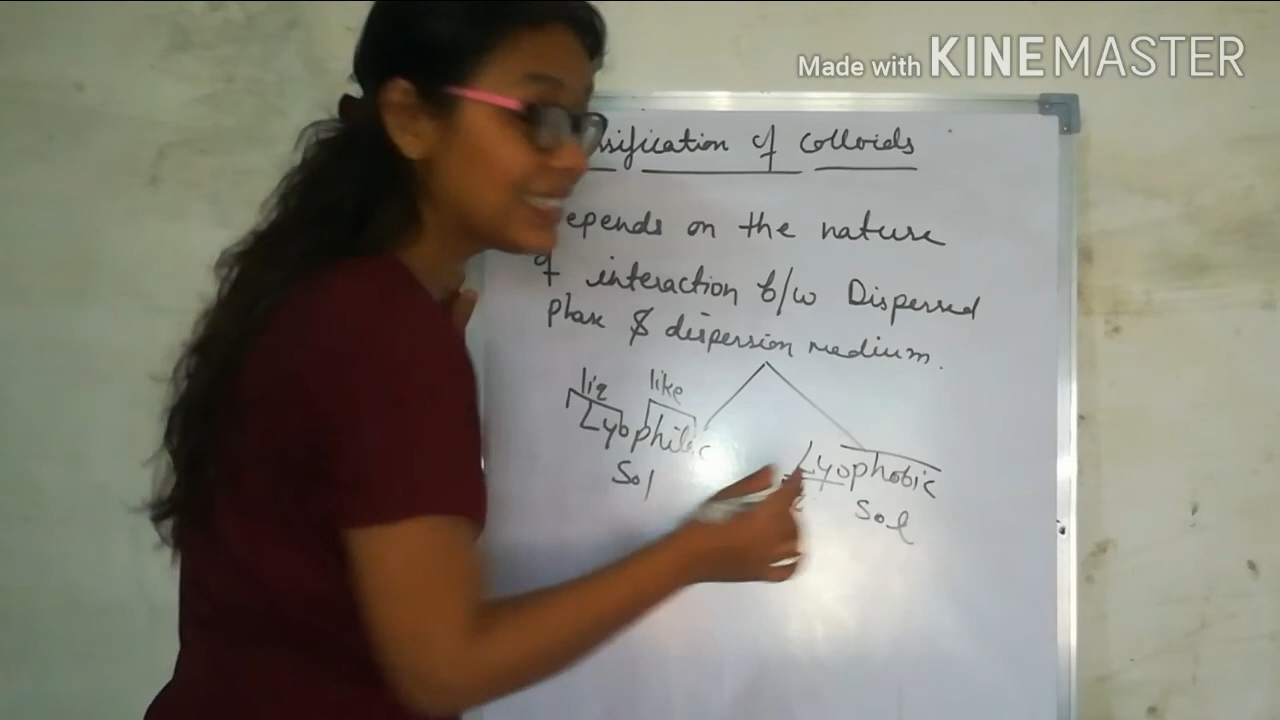 Made with KINEMASTER
ssification of Colloids
epends on the nature
of interaction b/w Dispersed
phase $ dispersion medium.
liq like
Lyophilic
Lyophobic
Sol
Sol